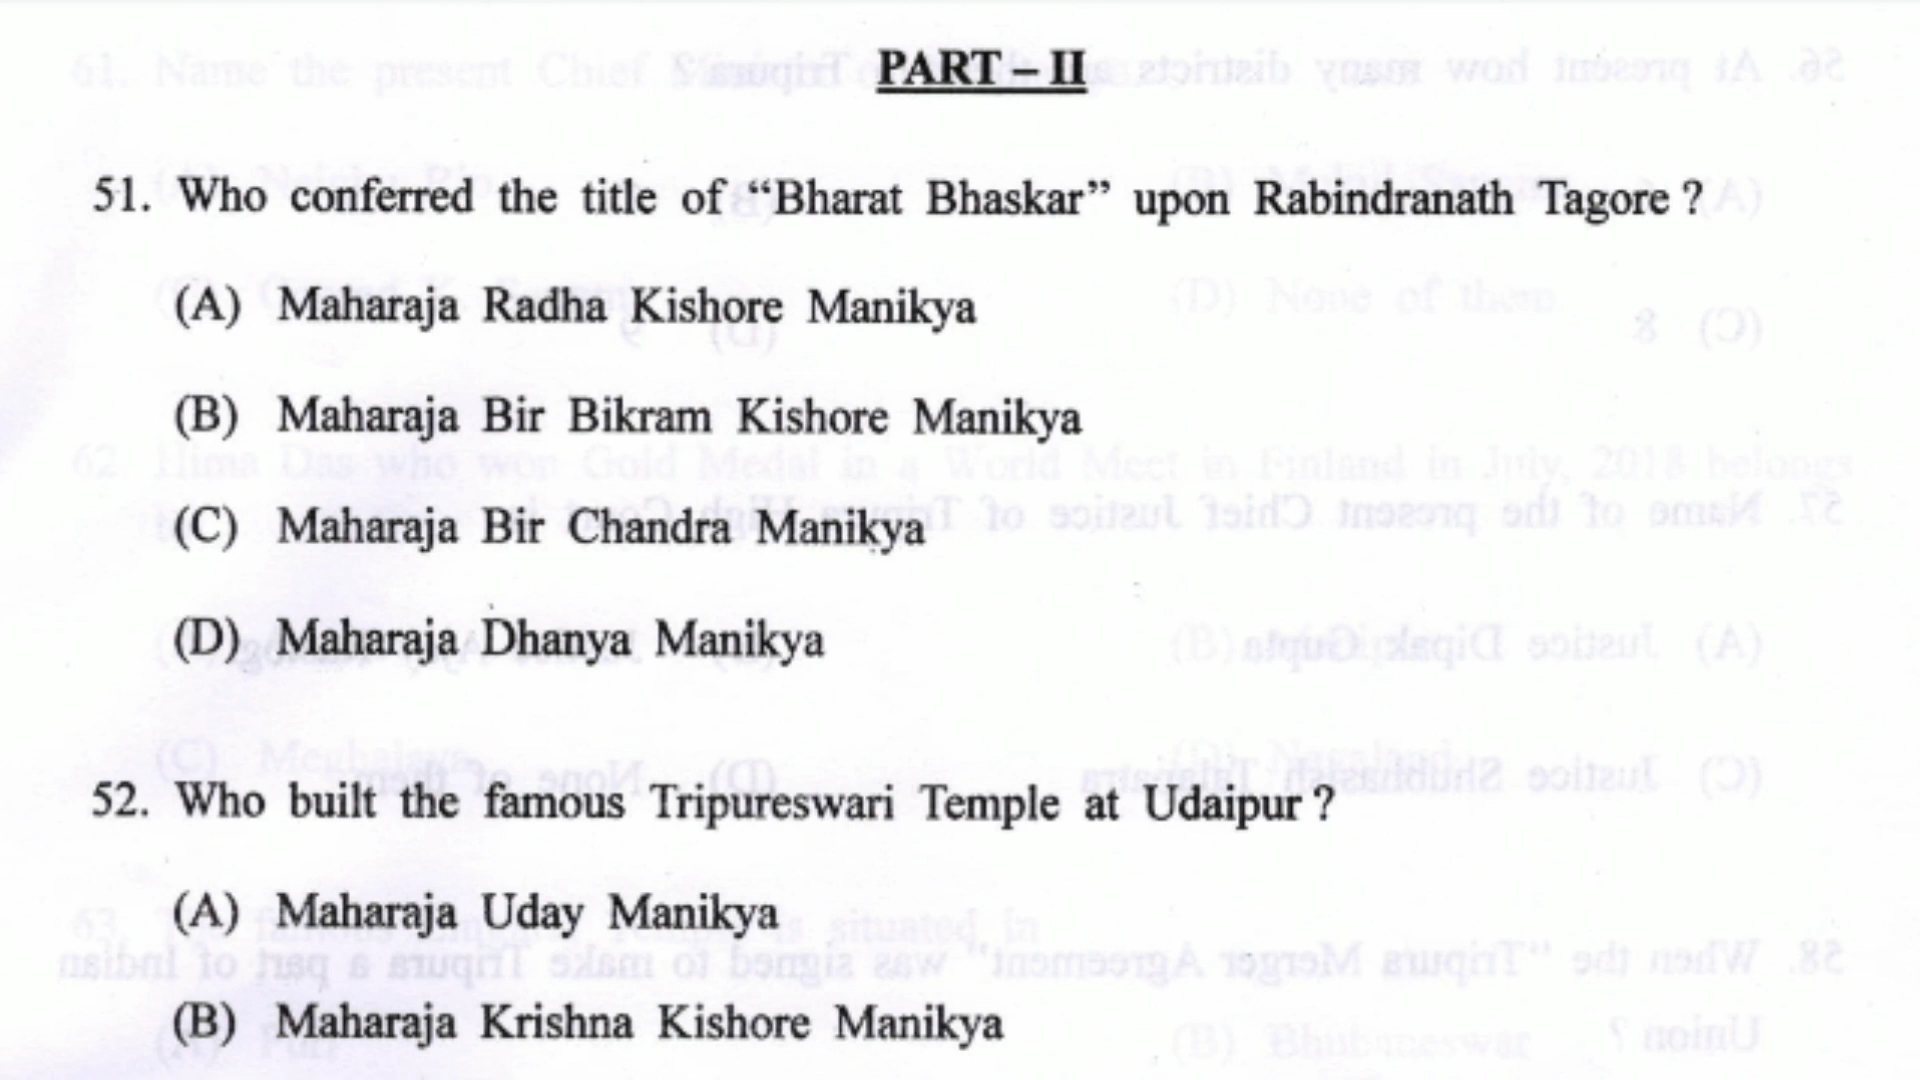 PART – II
51. Who conferred the title of “Bharat Bhaskar” upon Rabindranath Tagore ?
(A) Maharaja Radha Kishore Manikya
(B) Maharaja Bir Bikram Kishore Manikya
(C) Maharaja Bir Chandra Manikya
(D) Maharaja Dhanya Manikya
52. Who built the famous Tripureswari Temple at Udaipur ?
(A) Maharaja Uday Manikya
(B) Maharaja Krishna Kishore Manikya